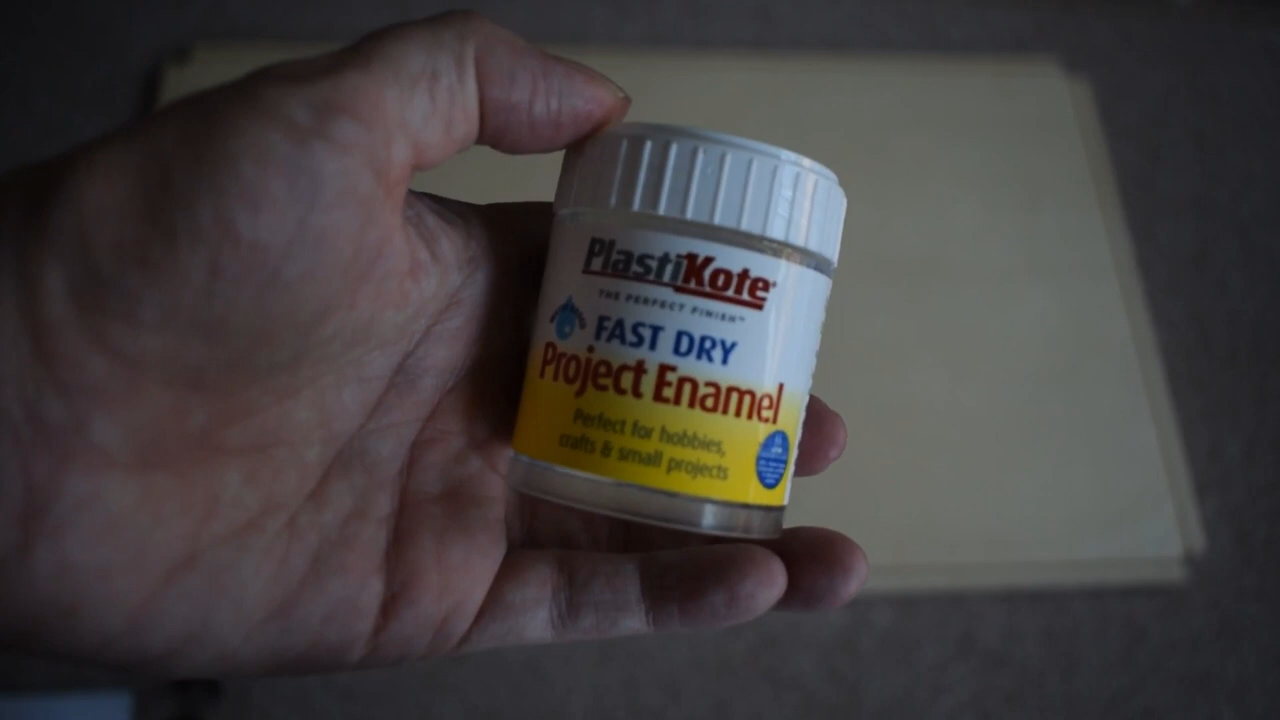 PlastiKote®
THE PERFECT FINISH™
FAST DRY
Project Enamel
Perfect for hobbies,
crafts & small projects